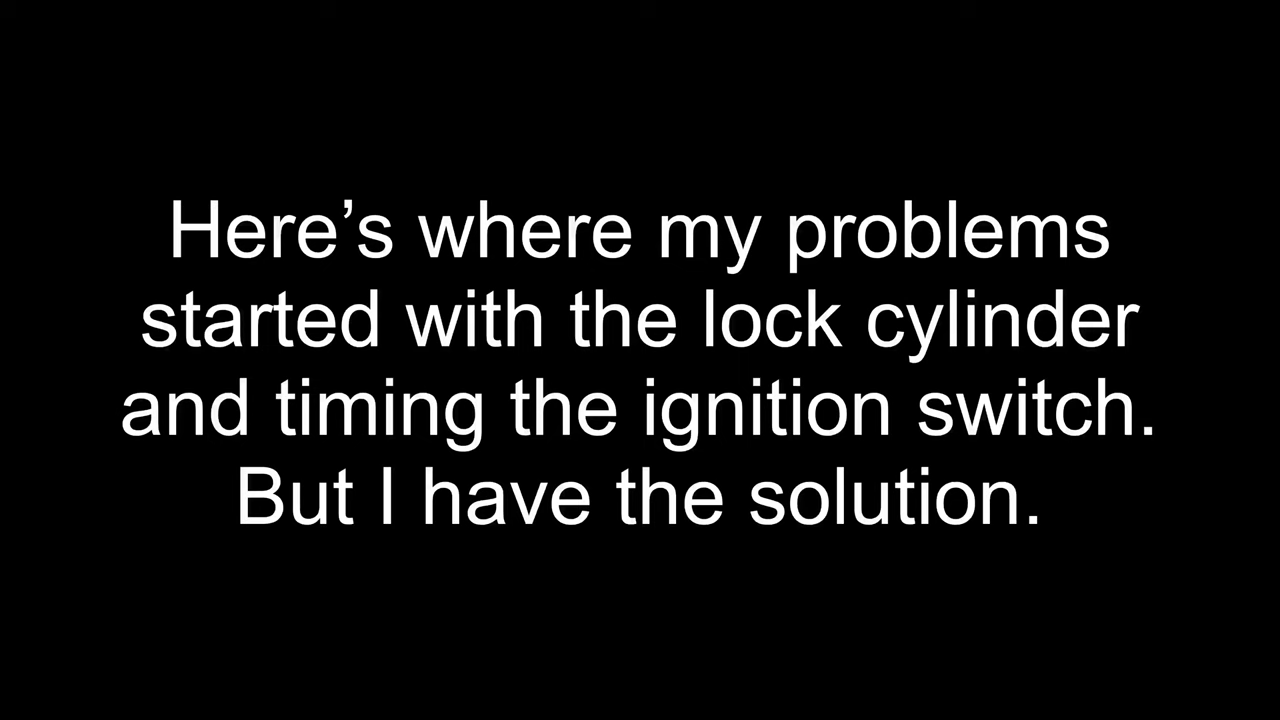 Here’s where my problems
started with the lock cylinder
and timing the ignition switch.
But I have the solution.